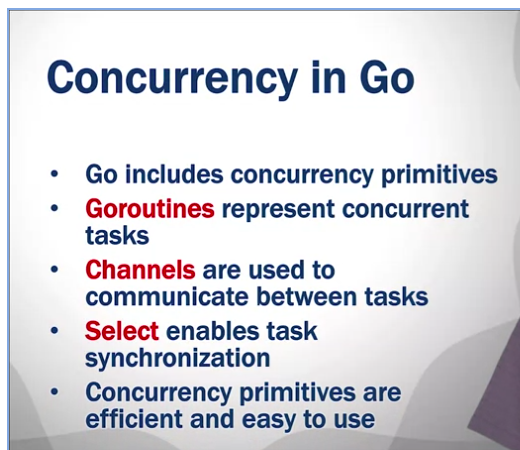 Concurrency in Go
• Go includes concurrency primitives
• Goroutines represent concurrent
tasks
• Channels are used to
communicate between tasks
• Select enables task
synchronization
• Concurrency primitives are
efficient and easy to use